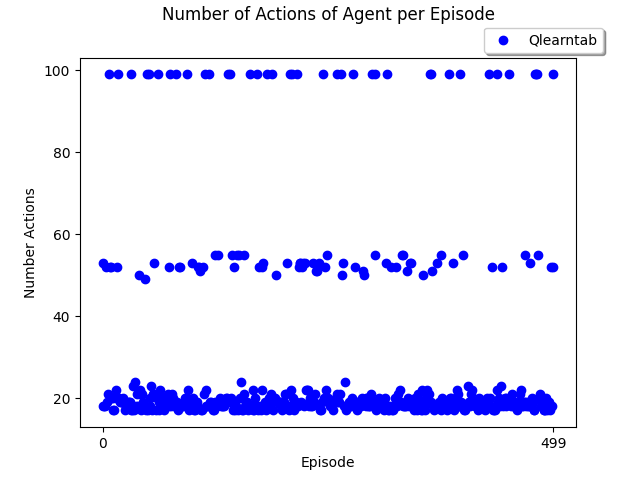 Number of Actions of Agent per Episode
Qlearntab
100
80
60
40
20
Number Actions
0
499
Episode